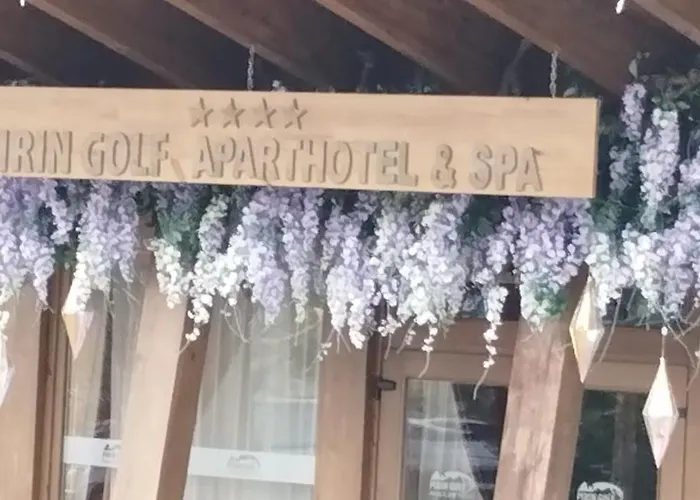 ★★★★
IRIN GOLF APARTHOTEL & SPA